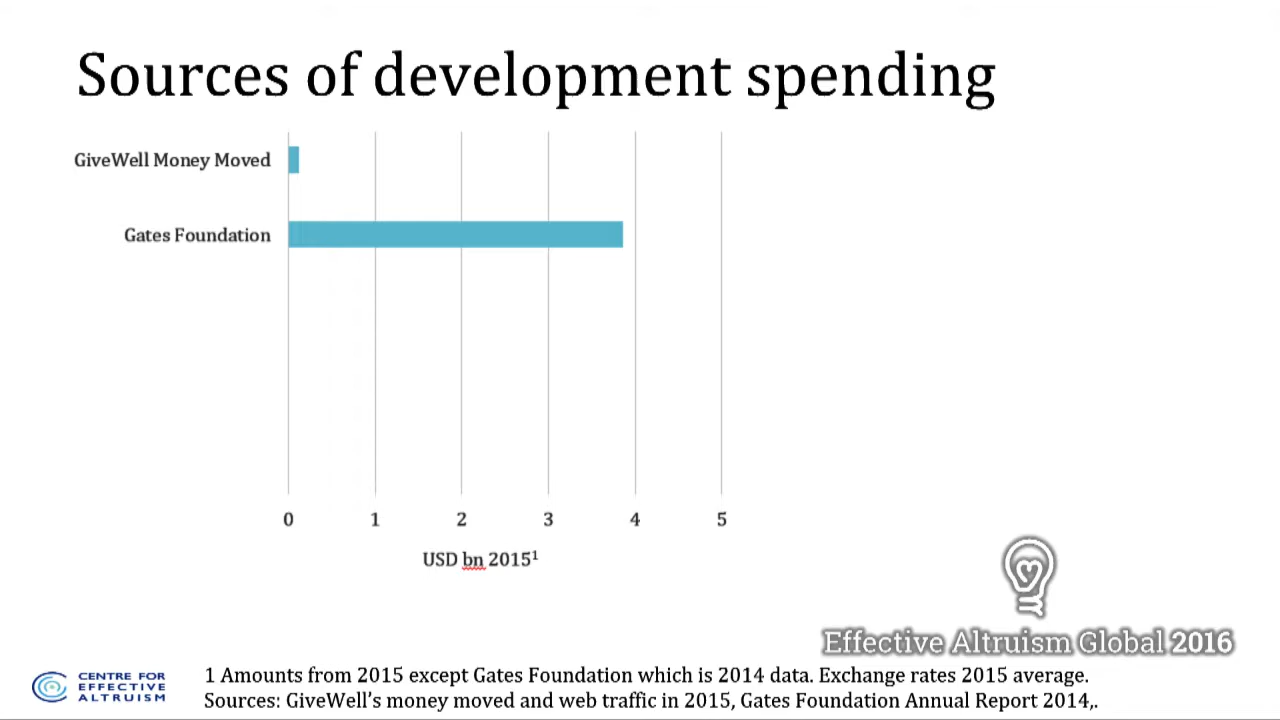 Sources of development spending
GiveWell Money Moved
Gates Foundation
0 1 2 3 4 5
USD bn 2015¹
Effective Altruism Global 2016
CENTRE FOR
EFFECTIVE
ALTRUISM
1 Amounts from 2015 except Gates Foundation which is 2014 data. Exchange rates 2015 average.
Sources: GiveWell’s money moved and web traffic in 2015, Gates Foundation Annual Report 2014,.